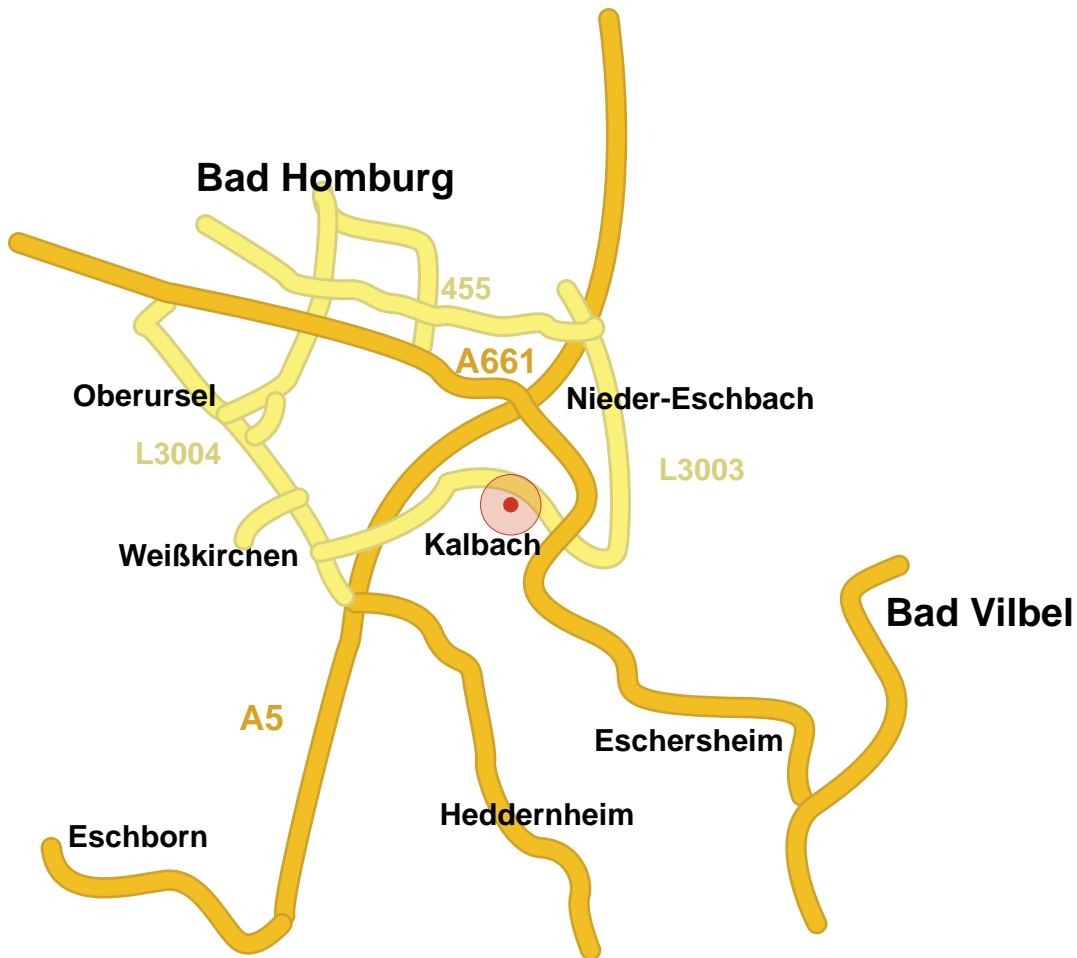 Bad Homburg
455
A661
Oberursel
Nieder-Eschbach
L3004
L3003
Kalbach
Weißkirchen
Bad Vilbel
A5
Eschersheim
Heddernheim
Eschborn